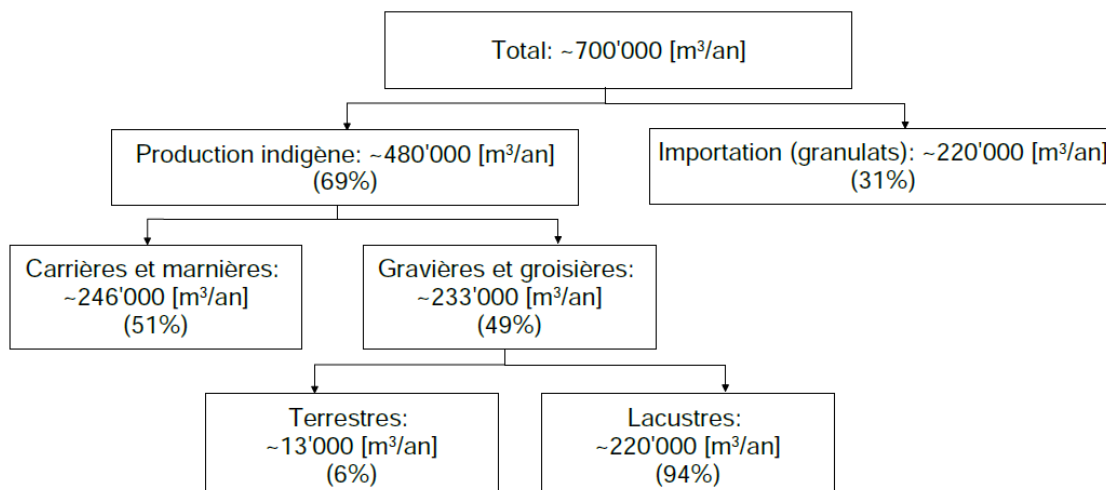 Total: ~700'000 [m³/an]
Production indigène: ~480'000 [m³/an]
(69%)
Importation (granulats): ~220'000 [m³/an]
(31%)
Carrières et marnières:
~246'000 [m³/an]
(51%)
Gravières et groisières:
~233'000 [m³/an]
(49%)
Terrestres:
~13'000 [m³/an]
(6%)
Lacustres:
~220'000 [m³/an]
(94%)